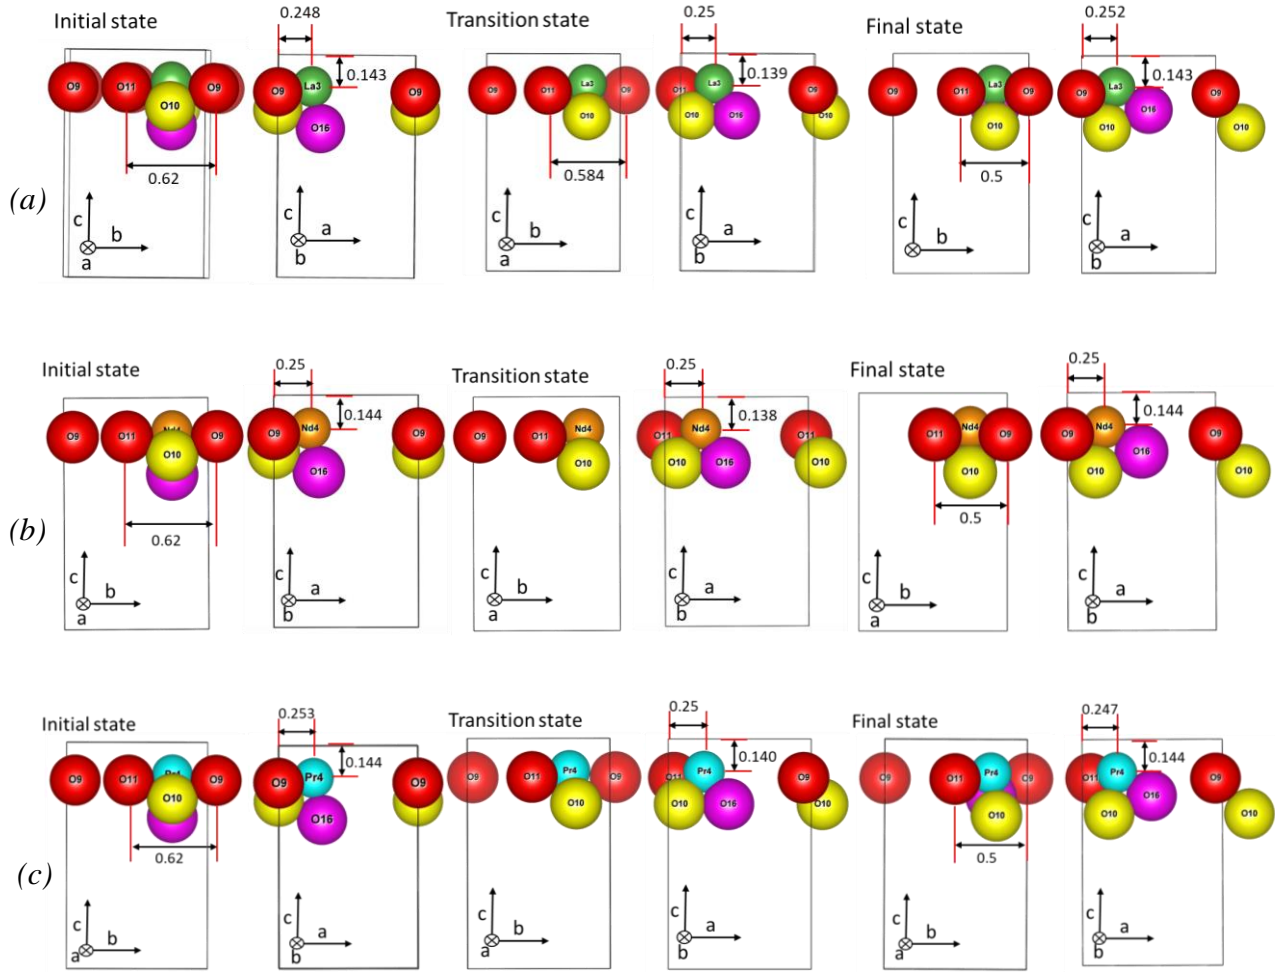 Initial state
0.248
Transition state
0.25
Final state
0.252
0.143
0.139
0.143
O9
O11
O10
O9
O9
La3
O16
O9
O9
O11
La3
O9
O10
O11
La3
O10
O16
O9
O10
O9
O11
La3
O9
O10
O9
La3
O10
O16
O9
O10
0.62
0.584
0.5
(a)
c
b
a
c
a
b
c
b
a
c
a
b
c
b
a
c
a
b
Initial state
0.25
Transition state
0.25
Final state
0.25
0.144
0.138
0.144
O9
O11
Nd4
O10
O9
O9
Nd4
O16
O9
O9
O11
Nd4
O10
O11
Nd4
O10
O16
O11
O10
O11
Nd4
O9
O10
O9
Nd4
O10
O16
O9
O10
0.62
0.5
(b)
c
b
a
c
a
b
c
b
a
c
a
b
c
b
a
c
a
b
Initial state
0.253
Transition state
0.25
Final state
0.247
0.144
0.140
0.144
O9
O11
Pr4
O10
O9
O9
Pr4
O16
O9
O9
O11
Pr4
O9
O10
O11
Pr4
O10
O16
O9
O10
O9
O11
Pr4
O9
O10
O11
Pr4
O10
O16
O9
O10
0.62
0.5
(c)
c
b
a
c
a
b
c
b
a
c
a
b
c
b
a
c
a
b